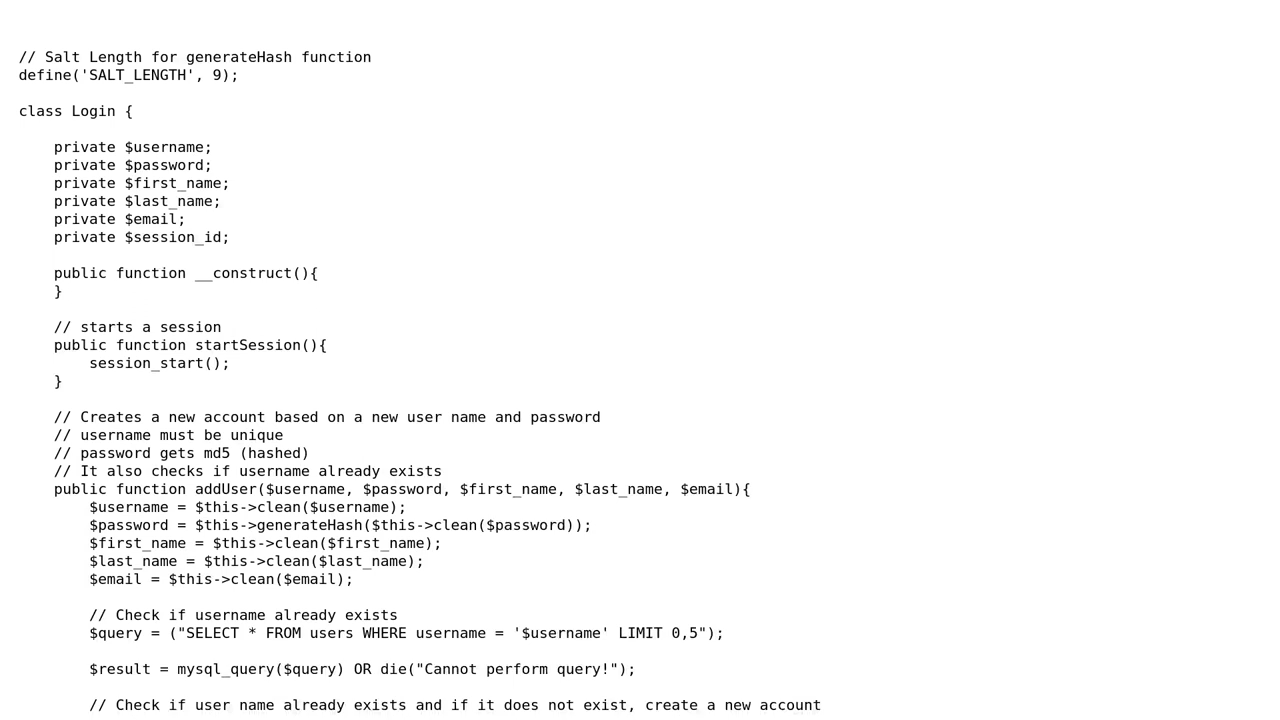 // Salt Length for generateHash function
define('SALT_LENGTH', 9);
class Login {
private $username;
private $password;
private $first_name;
private $last_name;
private $email;
private $session_id;
public function __construct(){
}
// starts a session
public function startSession(){
session_start();
}
// Creates a new account based on a new user name and password
// username must be unique
// password gets md5 (hashed)
// It also checks if username already exists
public function addUser($username, $password, $first_name, $last_name, $email){
$username = $this->clean($username);
$password = $this->generateHash($this->clean($password));
$first_name = $this->clean($first_name);
$last_name = $this->clean($last_name);
$email = $this->clean($email);
// Check if username already exists
$query = ("SELECT * FROM users WHERE username = '$username' LIMIT 0,5");
$result = mysql_query($query) OR die("Cannot perform query!");
// Check if user name already exists and if it does not exist, create a new account